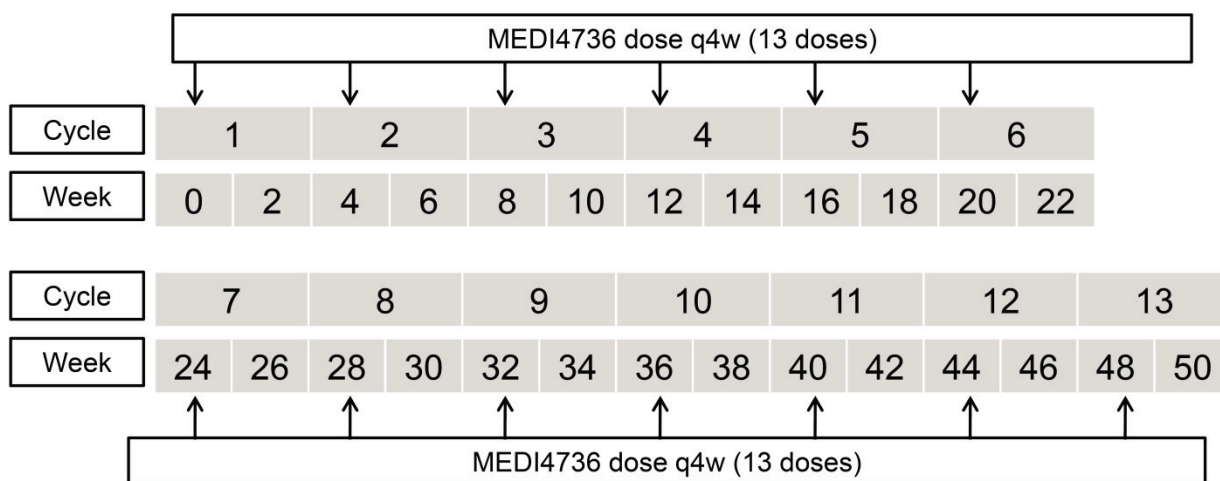 MEDI4736 dose q4w (13 doses)
Cycle 1 2 3 4 5 6
Week 0 2 4 6 8 10 12 14 16 18 20 22
Cycle 7 8 9 10 11 12 13
Week 24 26 28 30 32 34 36 38 40 42 44 46 48 50
MEDI4736 dose q4w (13 doses)